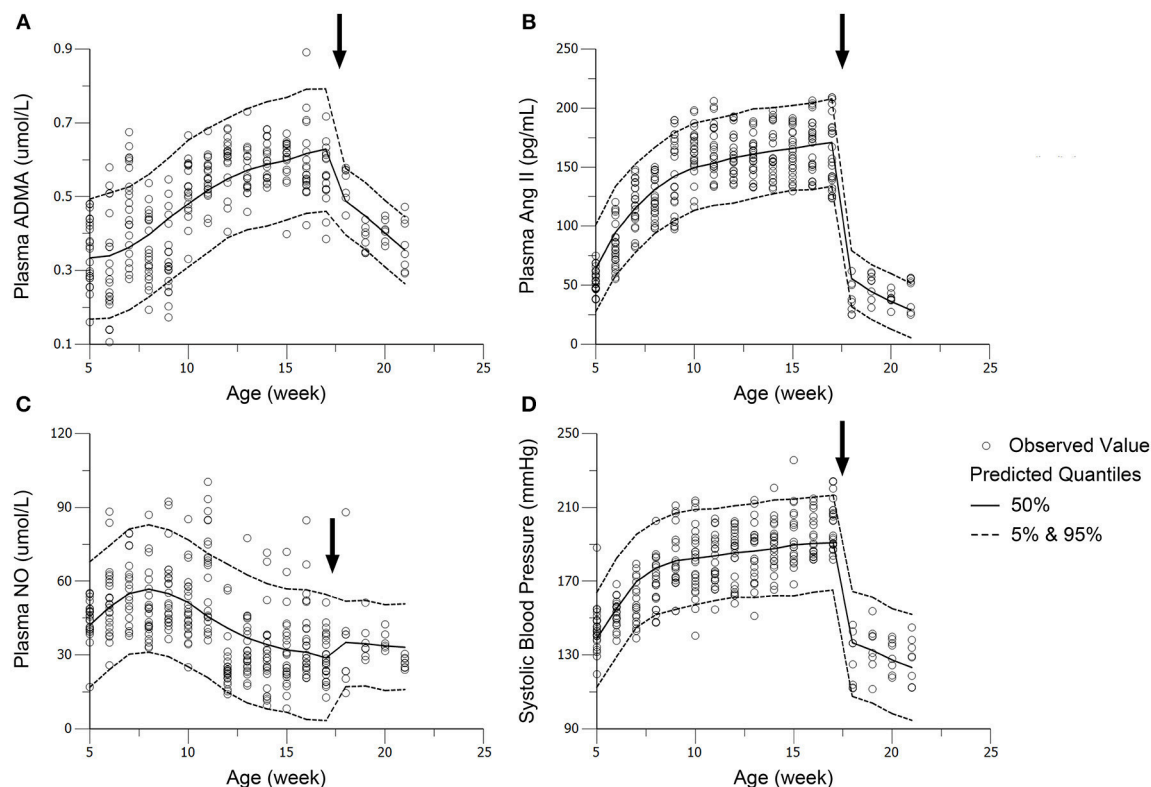 A
Plasma ADMA (umol/L)
0.9
0.7
0.5
0.3
0.1
5
10
15
20
25
Age (week)
B
Plasma Ang II (pg/mL)
250
200
150
100
50
0
5
10
15
20
25
Age (week)
C
Plasma NO (umol/L)
120
90
60
30
0
5
10
15
20
25
Age (week)
D
Systolic Blood Pressure (mmHg)
250
210
170
130
90
5
10
15
20
25
Age (week)
Observed Value
Predicted Quantiles
50%
5% & 95%